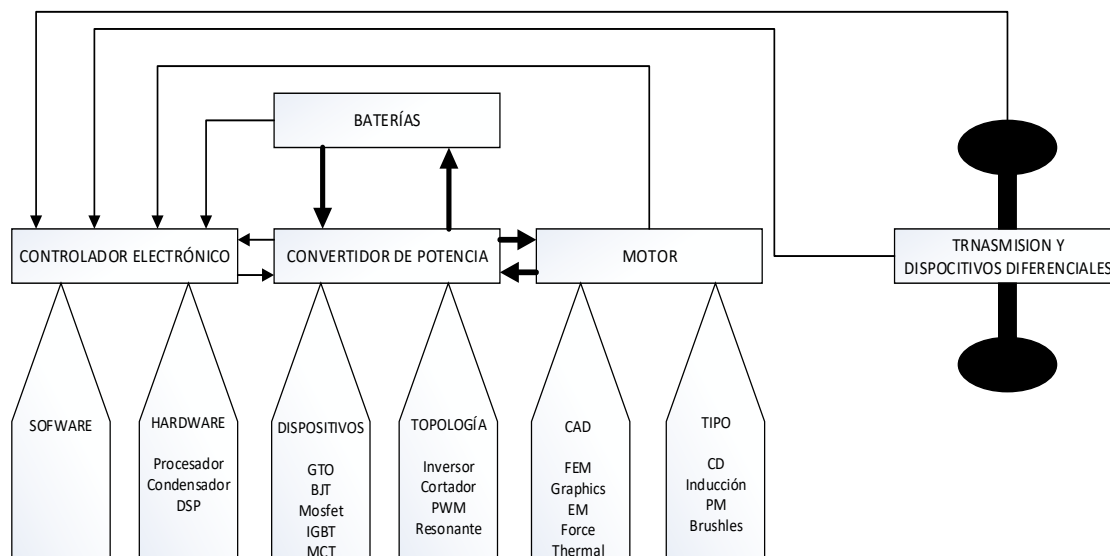 BATERÍAS
CONTROLADOR ELECTRÓNICO
CONVERTIDOR DE POTENCIA
MOTOR
TRNASMISION Y
DISPOCITIVOS DIFERENCIALES
SOFWARE
HARDWARE
Procesador
Condensador
DSP
DISPOSITIVOS
GTO
BJT
Mosfet
IGBT
MCT
TOPOLOGÍA
Inversor
Cortador
PWM
Resonante
CAD
FEM
Graphics
EM
Force
Thermal
TIPO
CD
Inducción
PM
Brushles